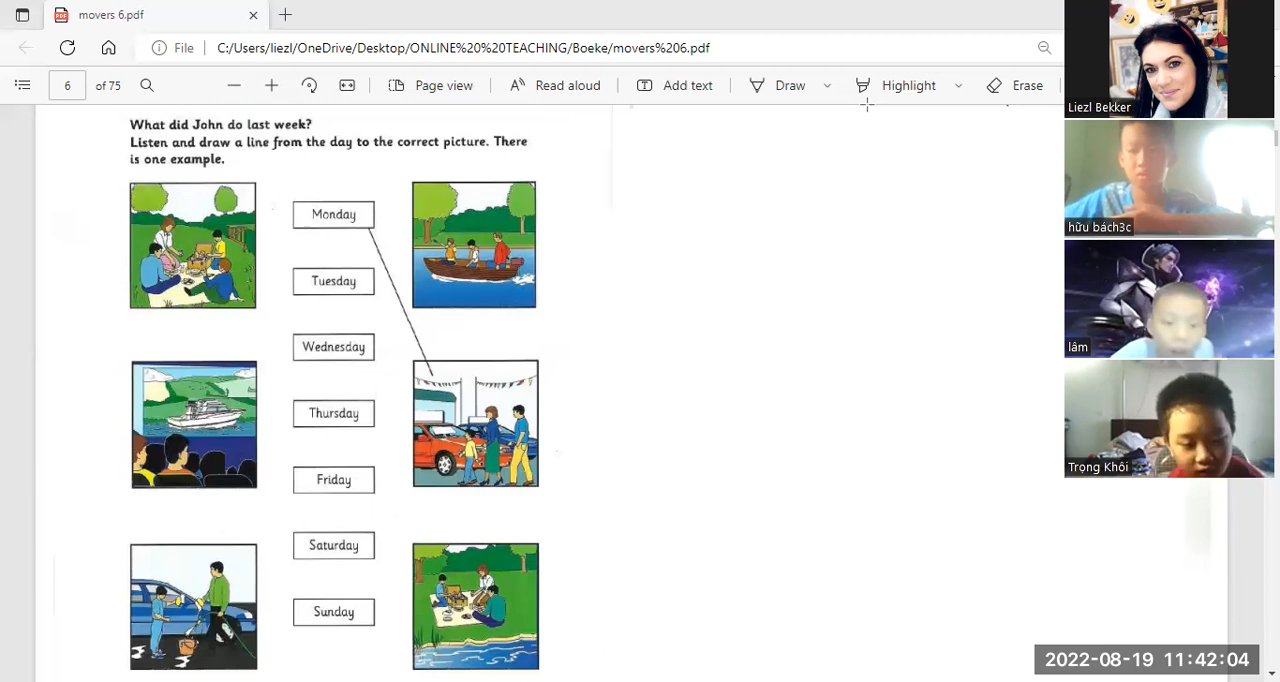 movers 6.pdf
File
C:/Users/liezl/OneDrive/Desktop/ONLINE%20%20TEACHING/Boeke/movers%206.pdf
6 of 75
Page view
Read aloud
Add text
Draw
Highlight
Erase
What did John do last week?
Listen and draw a line from the day to the correct picture. There
is one example.
Monday
Tuesday
Wednesday
Thursday
Friday
Saturday
Sunday
Liezl Bekker
hữu bách3c
lâm
Trọng Khôi
2022-08-19 11:42:04